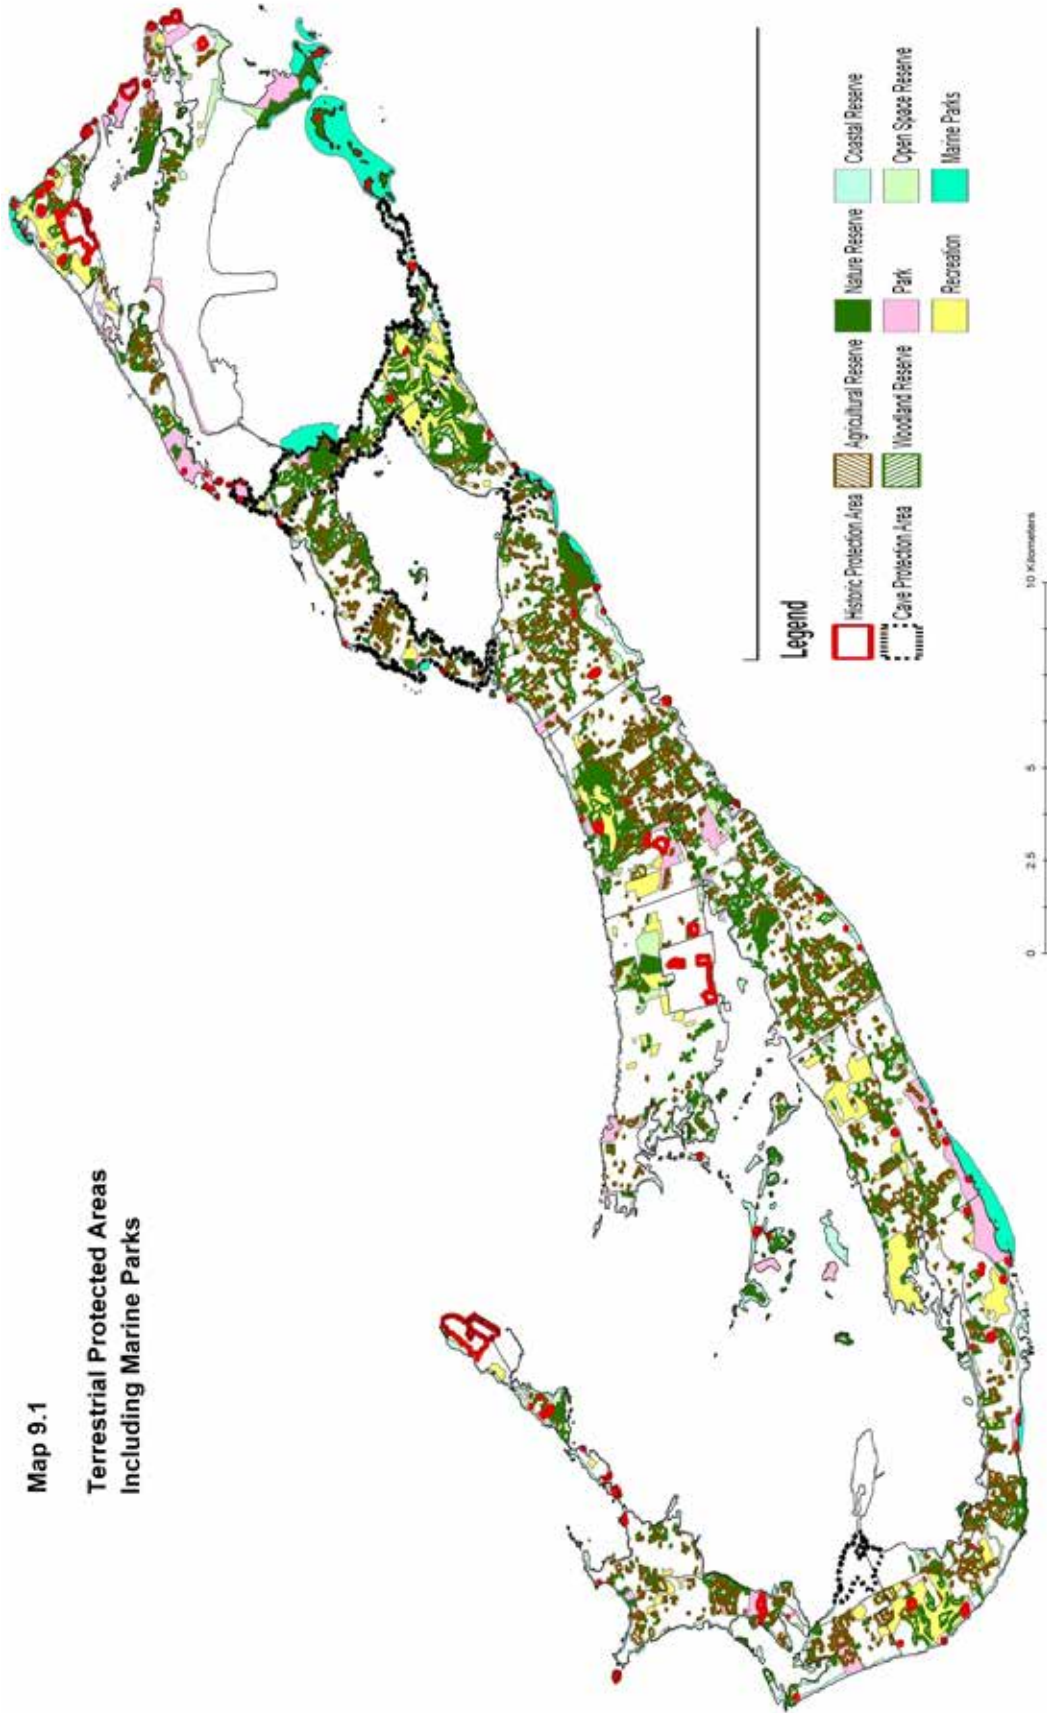 Map 9.1
Terrestrial Protected Areas
Including Marine Parks
Legend
Historic Protection Area
Agricultural Reserve
Nature Reserve
Coastal Reserve
Cave Protection Area
Woodland Reserve
Park
Open Space Reserve
Recreation
Marine Parks
0 2.5 5 10 Kilometers